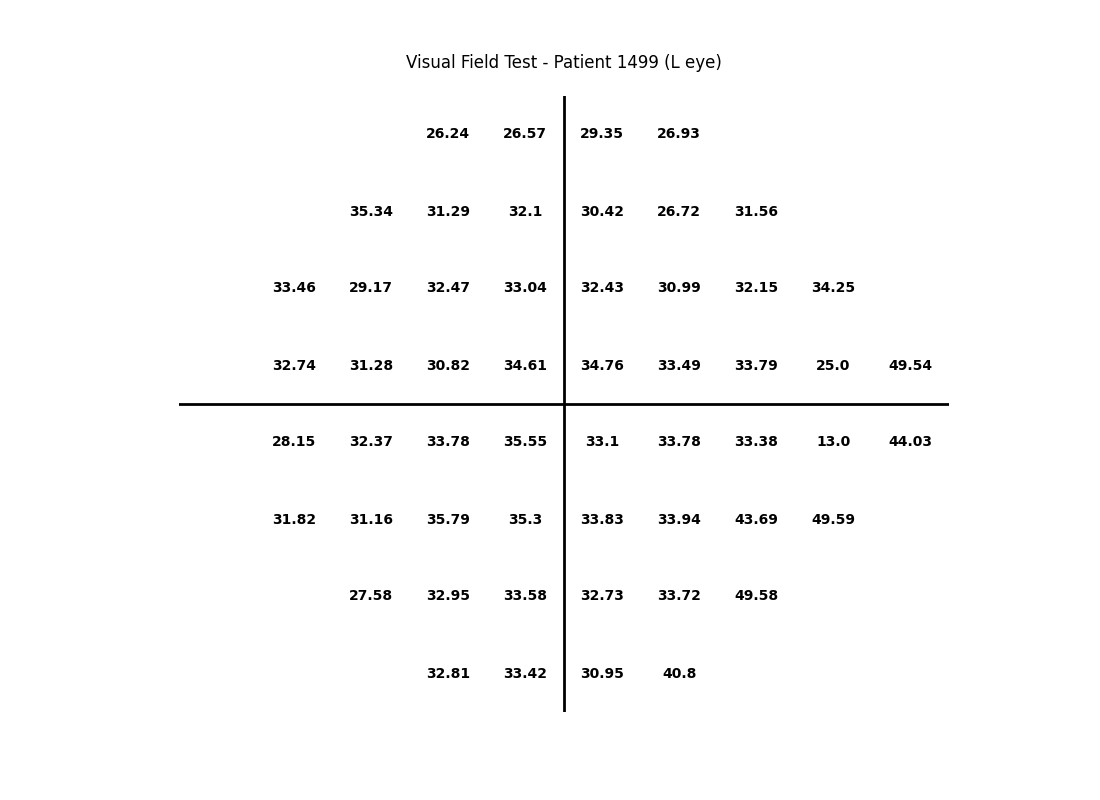 Visual Field Test - Patient 1499 (L eye)
26.24 26.57 29.35 26.93
35.34 31.29 32.1 30.42 26.72 31.56
33.46 29.17 32.47 33.04 32.43 30.99 32.15 34.25
32.74 31.28 30.82 34.61 34.76 33.49 33.79 25.0 49.54
28.15 32.37 33.78 35.55 33.1 33.78 33.38 13.0 44.03
31.82 31.16 35.79 35.3 33.83 33.94 43.69 49.59
27.58 32.95 33.58 32.73 33.72 49.58
32.81 33.42 30.95 40.8